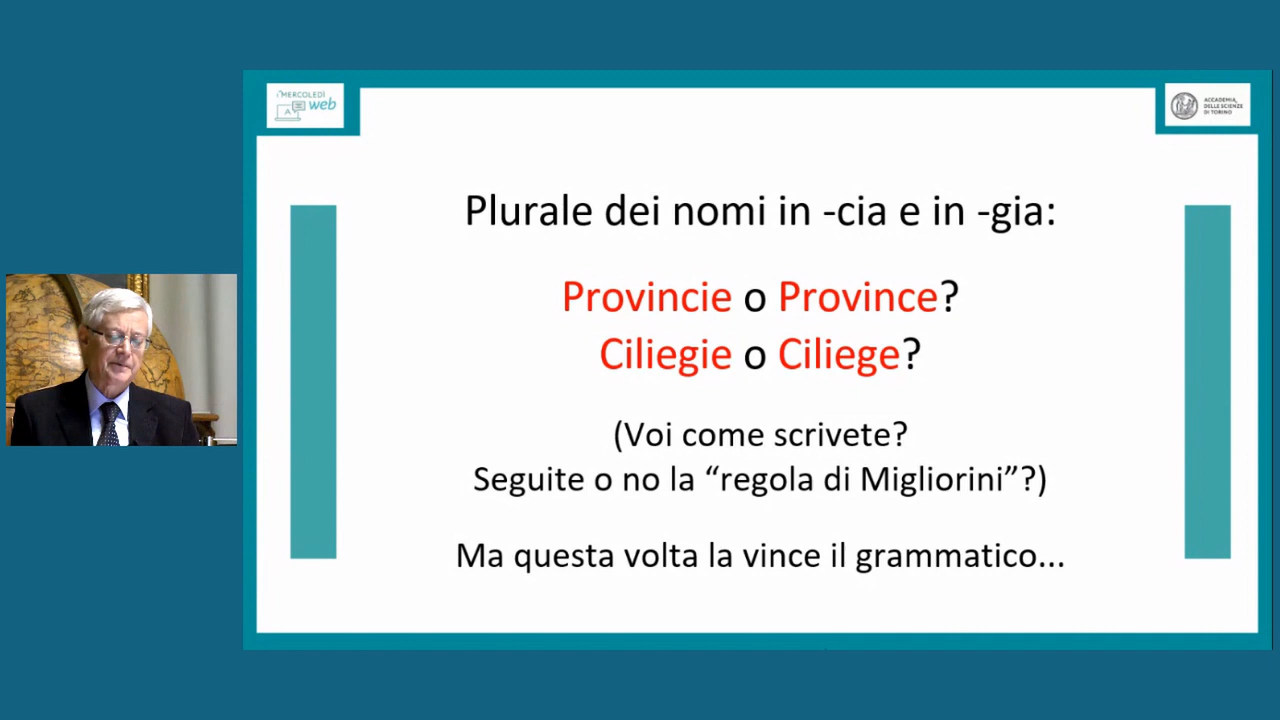 i MERCOLEDÌ
web
A
ACCADEMIA
DELLE SCIENZE
DI TORINO
Plurale dei nomi in -cia e in -gia:
Provincie o Province?
Ciliegie o Ciliege?
(Voi come scrivete?
Seguite o no la “regola di Migliorini”?)
Ma questa volta la vince il grammatico...